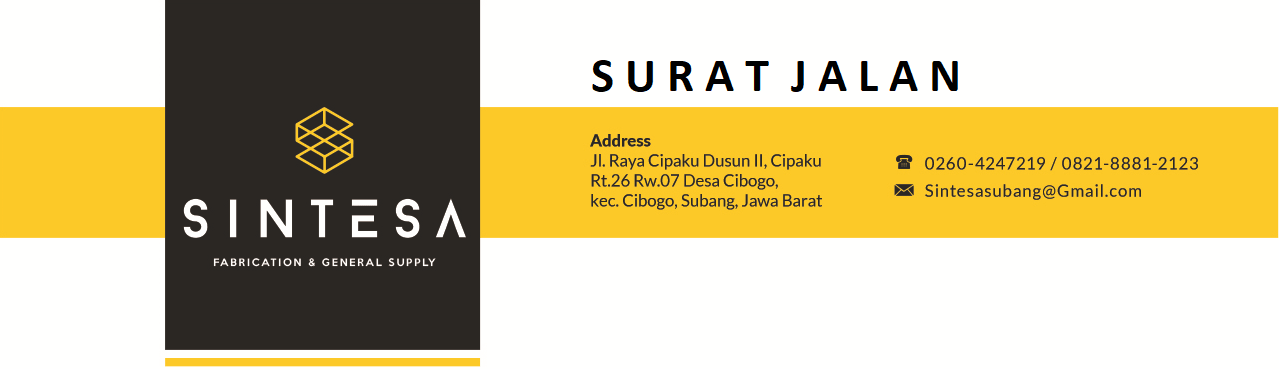 SURAT JALAN
SINTESA
FABRICATION & GENERAL SUPPLY
Address
Jl. Raya Cipaku Dusun II, Cipaku
Rt.26 Rw.07 Desa Cibogo,
kec. Cibogo, Subang, Jawa Barat
0260-4247219 / 0821-8881-2123
Sintesasubang@Gmail.com